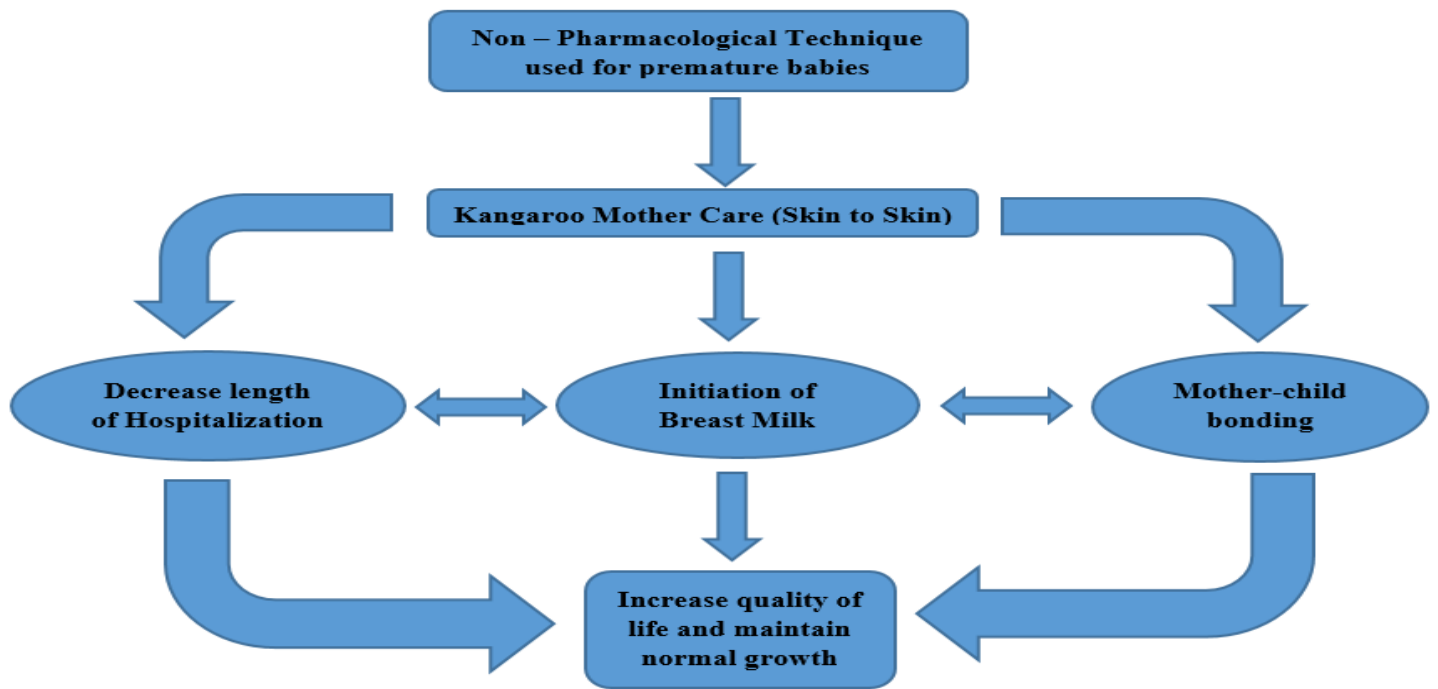 Non – Pharmacological Technique
used for premature babies
Kangaroo Mother Care (Skin to Skin)
Decrease length
of Hospitalization
Initiation of
Breast Milk
Mother-child
bonding
Increase quality of
life and maintain
normal growth